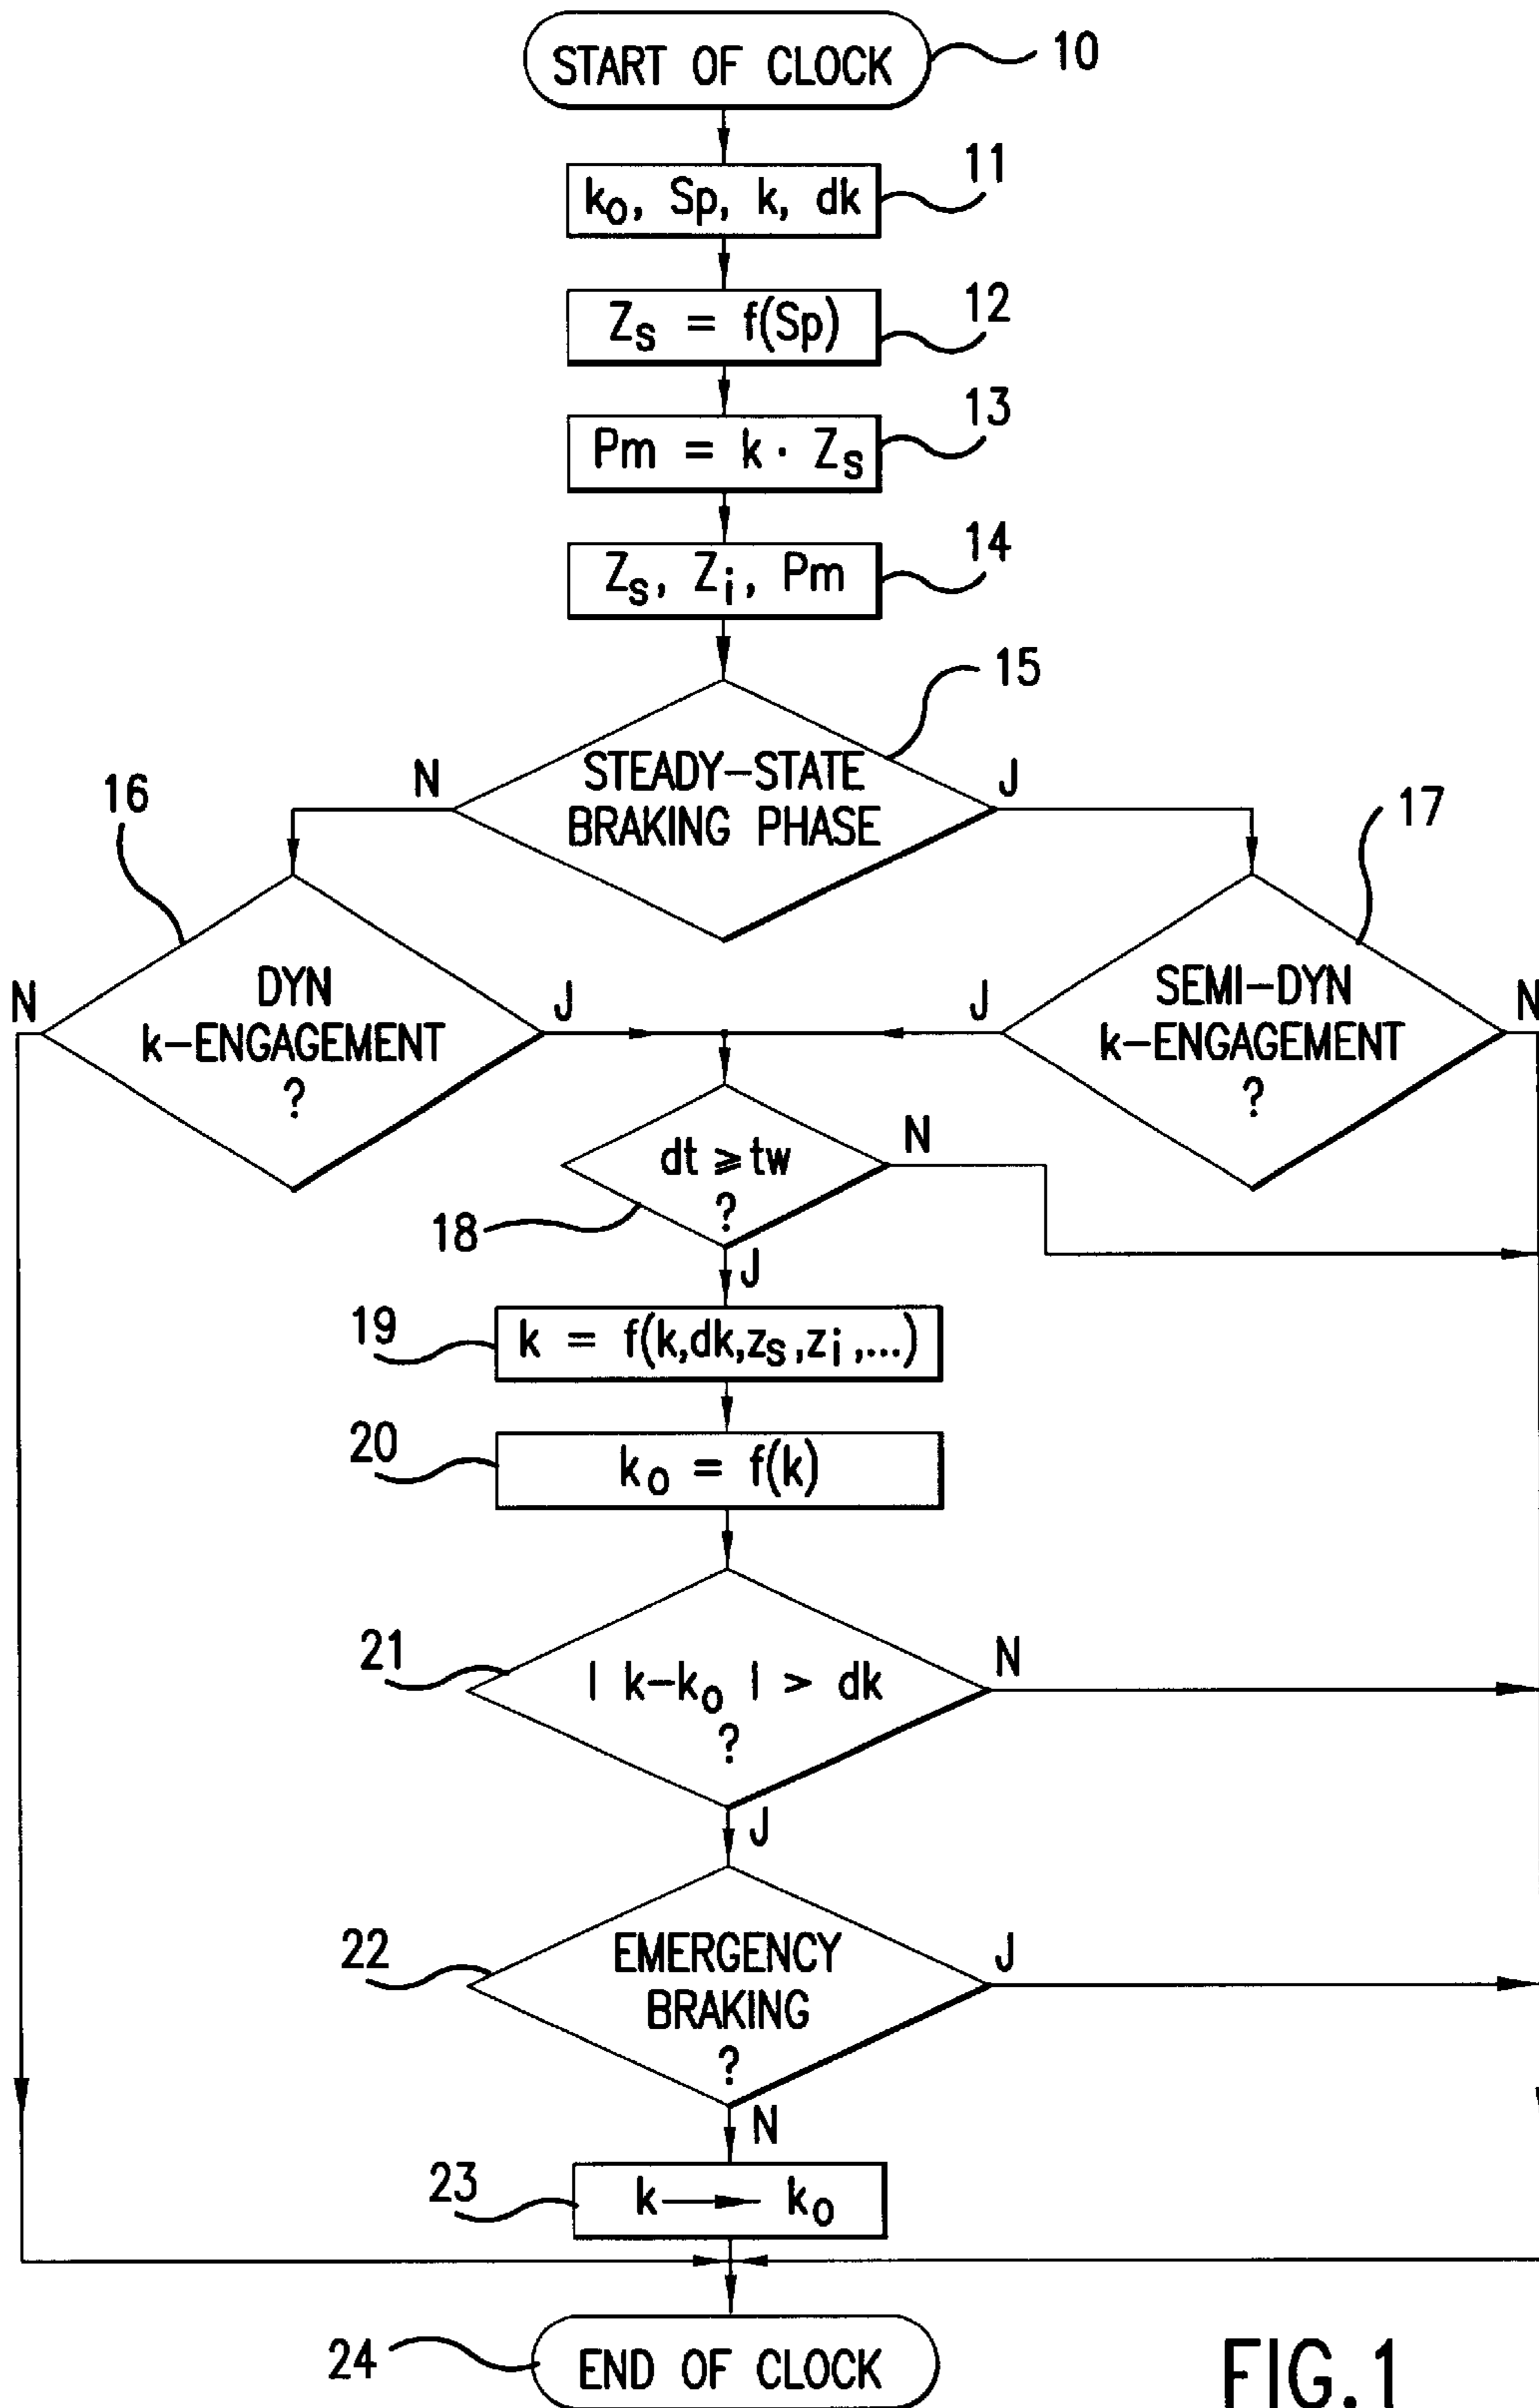 START OF CLOCK
10
k₀, Sp, k, dk
11
Zₛ = f(Sp)
12
Pm = k · Zₛ
13
Zₛ, Zᵢ, Pm
14
15
STEADY-STATE
BRAKING PHASE
N
J
16
17
DYN
k-ENGAGEMENT
?
N
J
SEMI-DYN
k-ENGAGEMENT
?
J
N
dt ⩾ tw
?
N
18
J
19
k = f(k,dk,zₛ,zᵢ,...)
20
k₀ = f(k)
21
| k-k₀ | > dk
?
N
J
22
EMERGENCY
BRAKING
?
J
N
23
k → k₀
24
END OF CLOCK
FIG.1